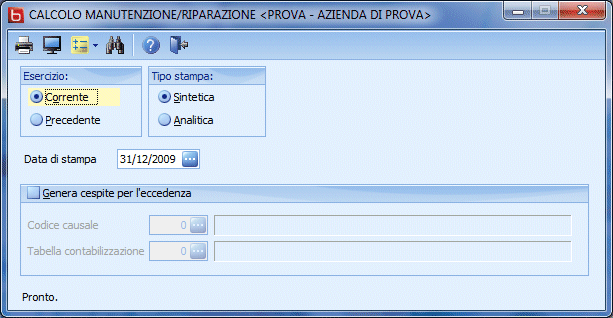 CALCOLO MANUTENZIONE/RIPARAZIONE <PROVA - AZIENDA DI PROVA>
Esercizio:
Corrente
Precedente
Tipo stampa:
Sintetica
Analitica
Data di stampa 31/12/2009
Genera cespite per l'eccedenza
Codice causale 0
Tabella contabilizzazione 0
Pronto.